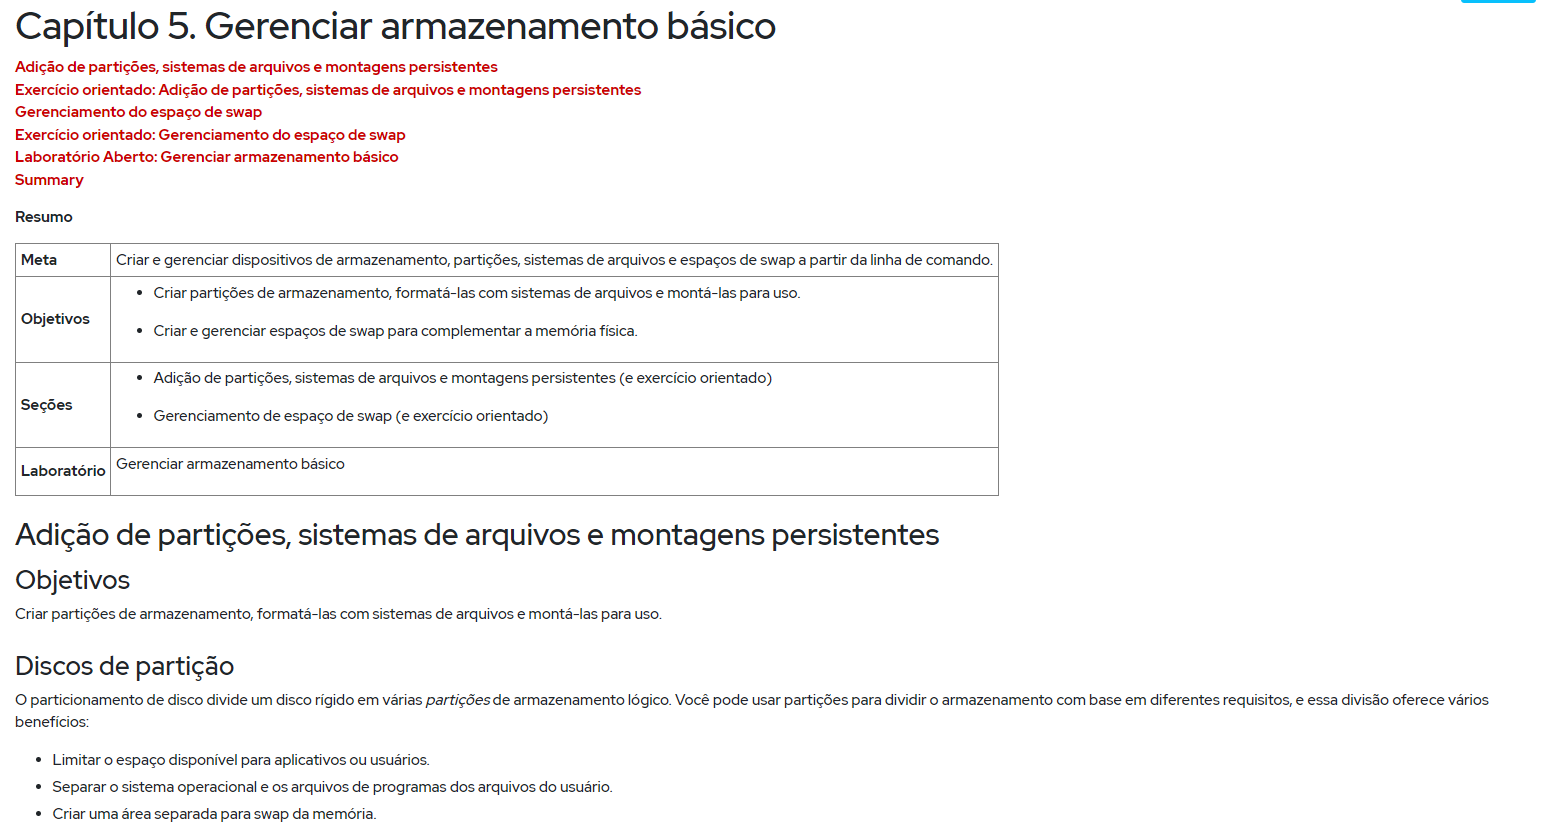 Capítulo 5. Gerenciar armazenamento básico
Adição de partições, sistemas de arquivos e montagens persistentes
Exercício orientado: Adição de partições, sistemas de arquivos e montagens persistentes
Gerenciamento do espaço de swap
Exercício orientado: Gerenciamento do espaço de swap
Laboratório Aberto: Gerenciar armazenamento básico
Summary
Resumo
Meta
Criar e gerenciar dispositivos de armazenamento, partições, sistemas de arquivos e espaços de swap a partir da linha de comando.
Objetivos
• Criar partições de armazenamento, formatá-las com sistemas de arquivos e montá-las para uso.
• Criar e gerenciar espaços de swap para complementar a memória física.
Seções
• Adição de partições, sistemas de arquivos e montagens persistentes (e exercício orientado)
• Gerenciamento de espaço de swap (e exercício orientado)
Laboratório
Gerenciar armazenamento básico
Adição de partições, sistemas de arquivos e montagens persistentes
Objetivos
Criar partições de armazenamento, formatá-las com sistemas de arquivos e montá-las para uso.
Discos de partição
O particionamento de disco divide um disco rígido em várias partições de armazenamento lógico. Você pode usar partições para dividir o armazenamento com base em diferentes requisitos, e essa divisão oferece vários
benefícios:
• Limitar o espaço disponível para aplicativos ou usuários.
• Separar o sistema operacional e os arquivos de programas dos arquivos do usuário.
• Criar uma área separada para swap da memória.